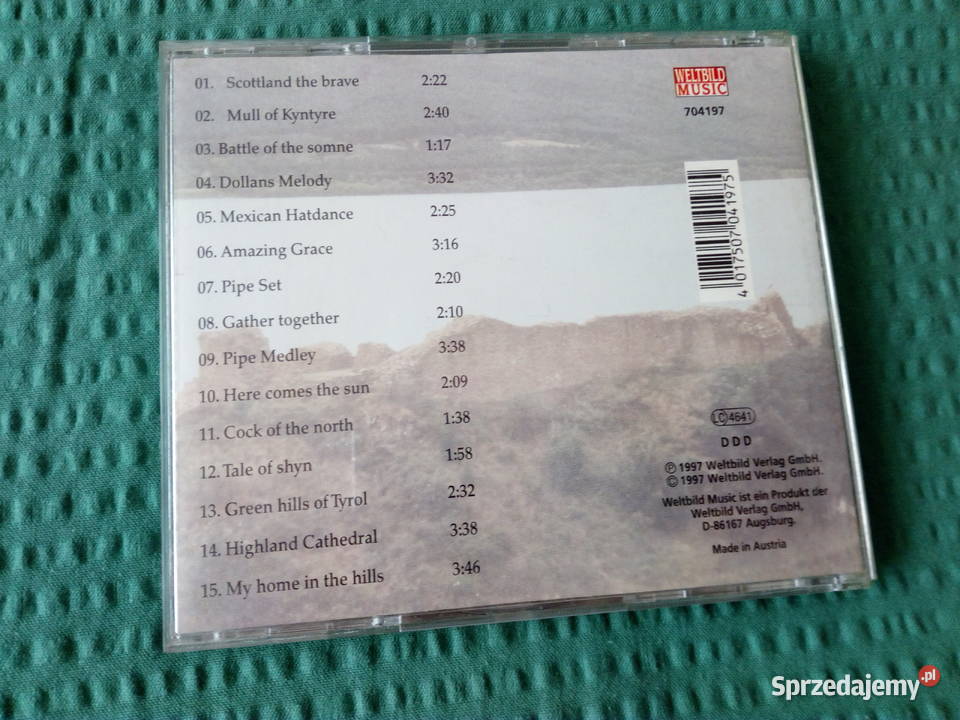 01. Scottland the brave 2:22
02. Mull of Kyntyre 2:40
03. Battle of the somne 1:17
04. Dollans Melody 3:32
05. Mexican Hatdance 2:25
06. Amazing Grace 3:16
07. Pipe Set 2:20
08. Gather together 2:10
09. Pipe Medley 3:38
10. Here comes the sun 2:09
11. Cock of the north 1:38
12. Tale of shyn 1:58
13. Green hills of Tyrol 2:32
14. Highland Cathedral 3:38
15. My home in the hills 3:46
WELTBILD
MUSIC
704197
4 017507 041975
LC 4641
DDD
℗ 1997 Weltbild Verlag GmbH.
© 1997 Weltbild Verlag GmbH.
Weltbild Music ist ein Produkt der
Weltbild Verlag GmbH,
D-86167 Augsburg.
Made in Austria
Sprzedajemy.pl